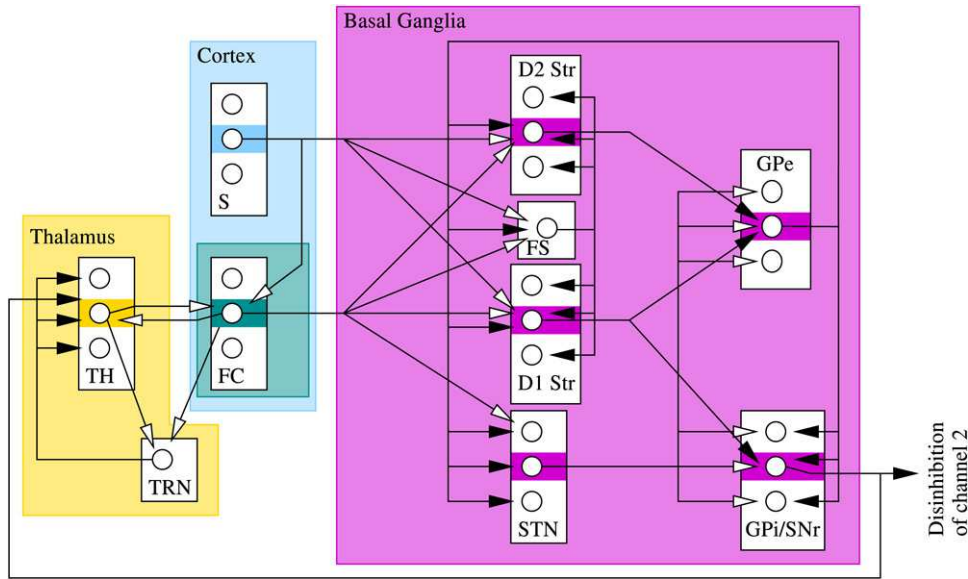 Basal Ganglia
Cortex
D2 Str
S
GPe
FS
Thalamus
TH
FC
D1 Str
TRN
STN
GPi/SNr
Disinhibition
of channel 2